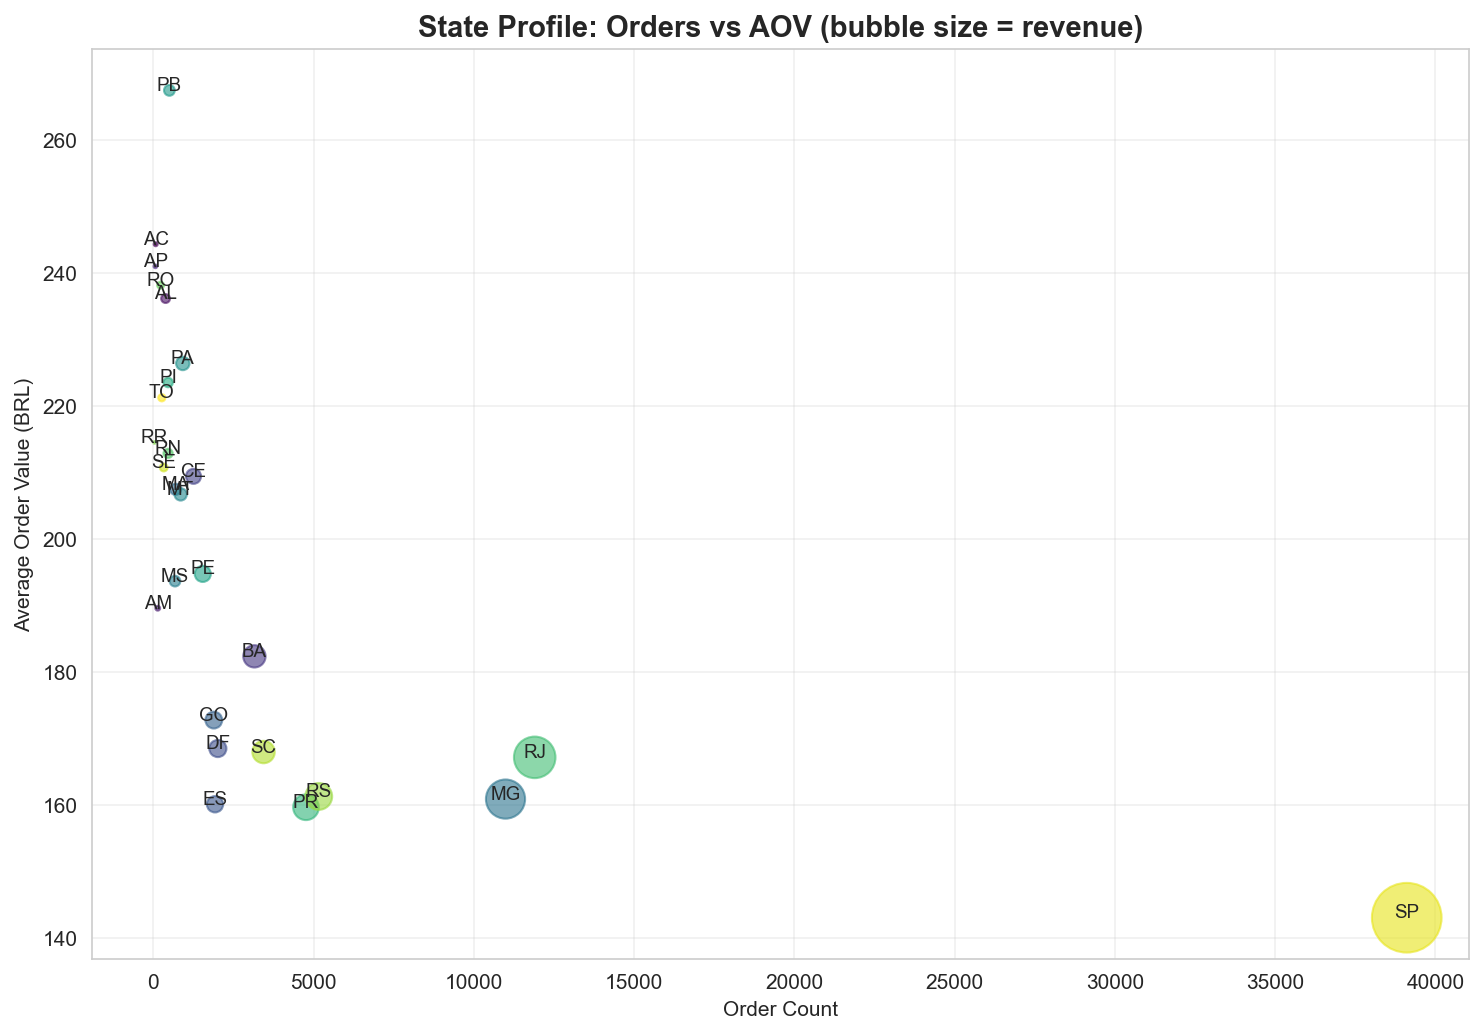 State Profile: Orders vs AOV (bubble size = revenue)
PB
260
AC
AP
240
RO
AL
PA
PI
TO
220
RR
RN
SE
CE
MA
MT
200
PE
MS
AM
BA
180
GO
DF
SC
RJ
RS
MG
ES
PR
160
SP
140
Average Order Value (BRL)
0 5000 10000 15000 20000 25000 30000 35000 40000
Order Count